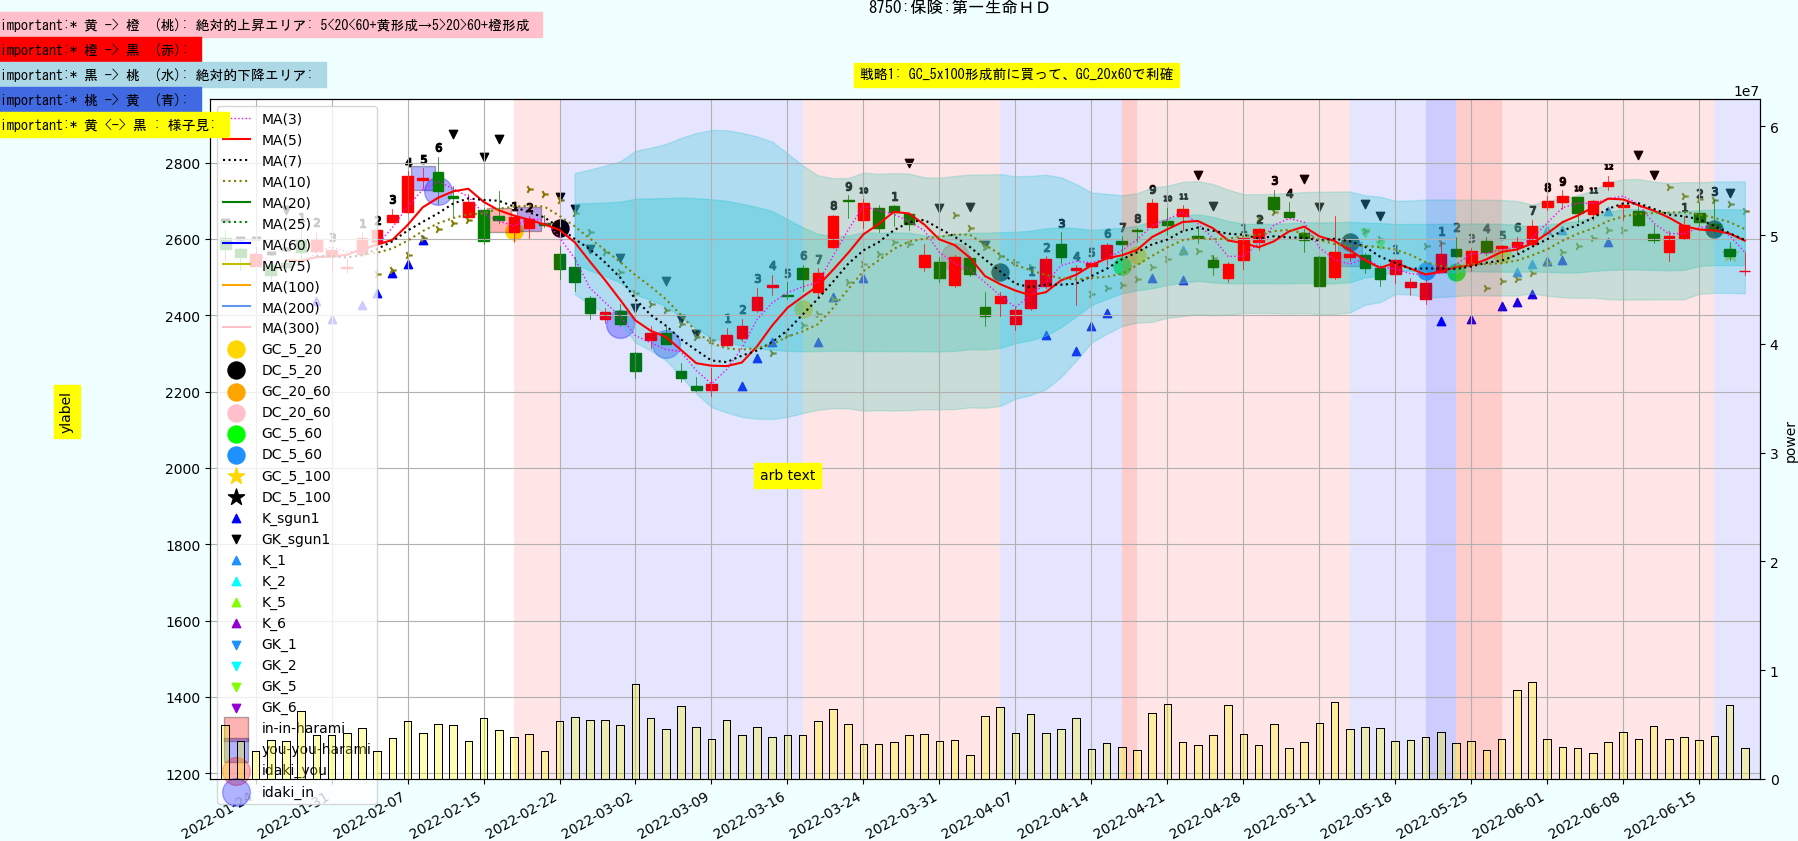 8750:保険:第一生命HD
important:* 黄 -> 橙 (桃): 絶対的上昇エリア: 5<20<60+黄形成→5>20>60+橙形成
important:* 橙 -> 黒 (赤):
important:* 黒 -> 桃 (水): 絶対的下降エリア:
戦略1: GC_5x100形成前に買って、GC_20x60で利確
important:* 桃 -> 黄 (青):
important:* 黄 <-> 黒 : 様子見:
1e7
MA(3)
MA(5)
MA(7)
MA(10)
MA(20)
MA(25)
MA(60)
MA(75)
MA(100)
MA(200)
MA(300)
GC_5_20
DC_5_20
GC_20_60
DC_20_60
GC_5_60
DC_5_60
GC_5_100
DC_5_100
K_sgun1
GK_sgun1
K_1
K_2
K_5
K_6
GK_1
GK_2
GK_5
GK_6
in-in-harami
you-you-harami
idaki_you
idaki_in
ylabel
2800
2600
2400
2200
2000
1800
1600
1400
1200
arb text
power
6
5
4
3
2
1
0
2022-01-24
2022-01-31
2022-02-07
2022-02-15
2022-02-22
2022-03-02
2022-03-09
2022-03-16
2022-03-24
2022-03-31
2022-04-07
2022-04-14
2022-04-21
2022-04-28
2022-05-11
2022-05-18
2022-05-25
2022-06-01
2022-06-08
2022-06-15